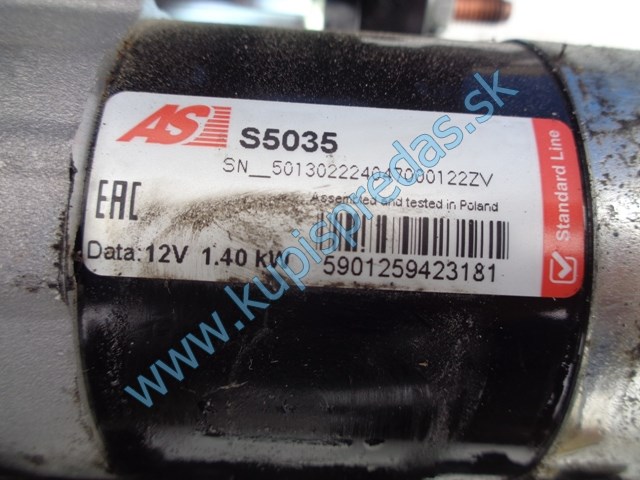 AS
S5035
SN__501302224047000122ZV
Assembled and tested in Poland
EAC
Data: 12V 1.40 kW
5901259423181
Standard Line
www.kupispredas.sk